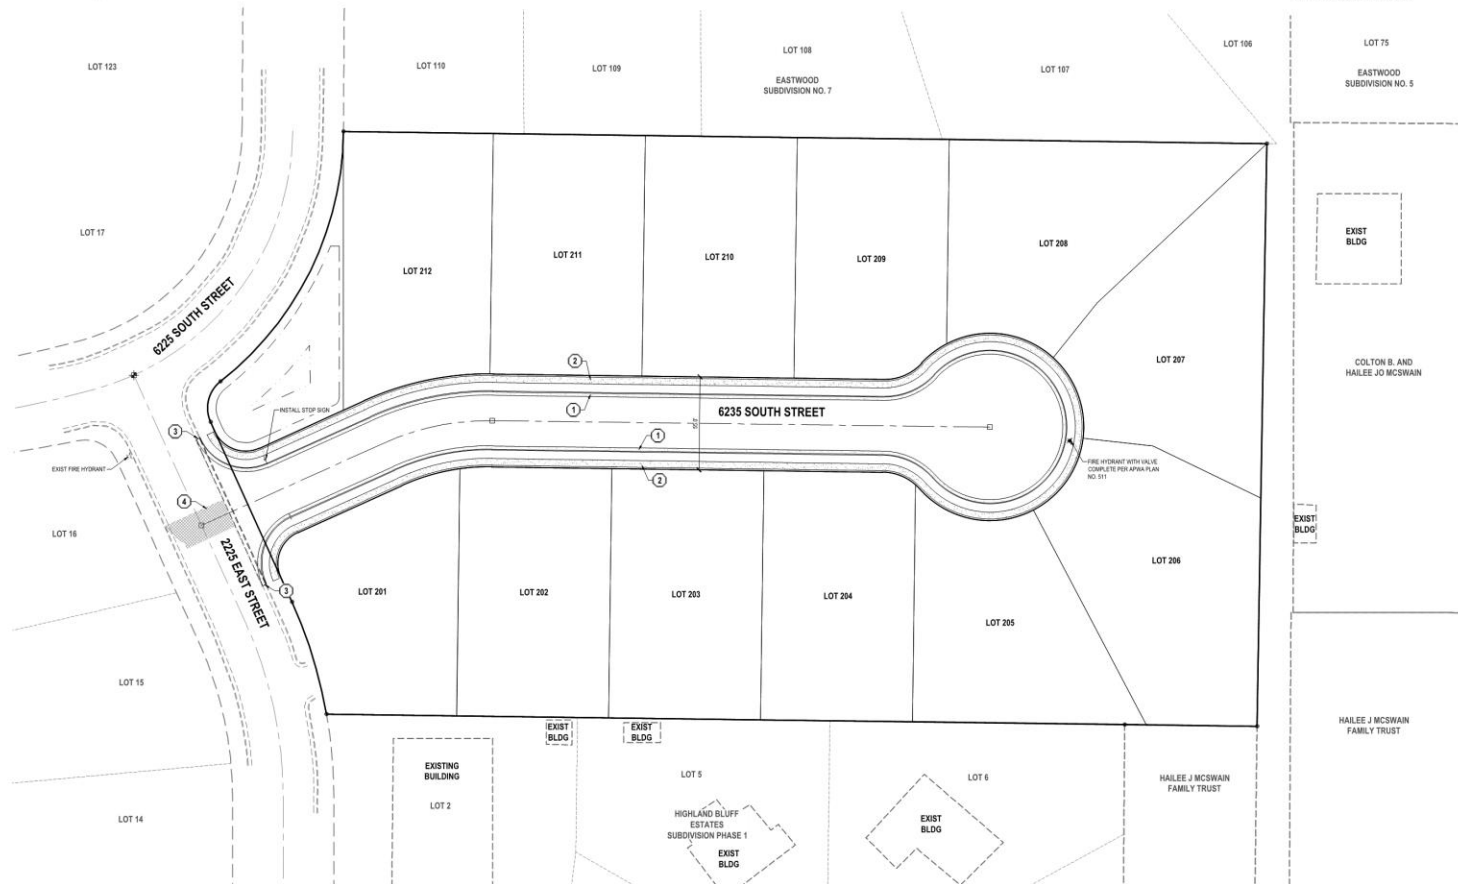 LOT 123
LOT 110
LOT 109
LOT 108
EASTWOOD
SUBDIVISION NO. 7
LOT 107
LOT 106
LOT 75
EASTWOOD
SUBDIVISION NO. 5
LOT 17
6225 SOUTH STREET
LOT 212
LOT 211
LOT 210
LOT 209
LOT 208
EXIST
BLDG
LOT 207
COLTON B. AND
HAILEE JO MCSWAIN
2
1
INSTALL STOP SIGN
6235 SOUTH STREET
3
1
2
EXIST FIRE HYDRANT
FIRE HYDRANT WITH VALVE
COMPLETE PER APWA PLAN
NO. 511
4
LOT 16
2225 EAST STREET
EXIST
BLDG
3
LOT 201
LOT 202
LOT 203
LOT 204
LOT 205
LOT 206
LOT 15
EXIST
BLDG
EXIST
BLDG
HAILEE J MCSWAIN
FAMILY TRUST
EXISTING
BUILDING
LOT 2
LOT 5
LOT 6
HAILEE J MCSWAIN
FAMILY TRUST
LOT 14
HIGHLAND BLUFF
ESTATES
SUBDIVISION PHASE 1
EXIST
BLDG
EXIST
BLDG